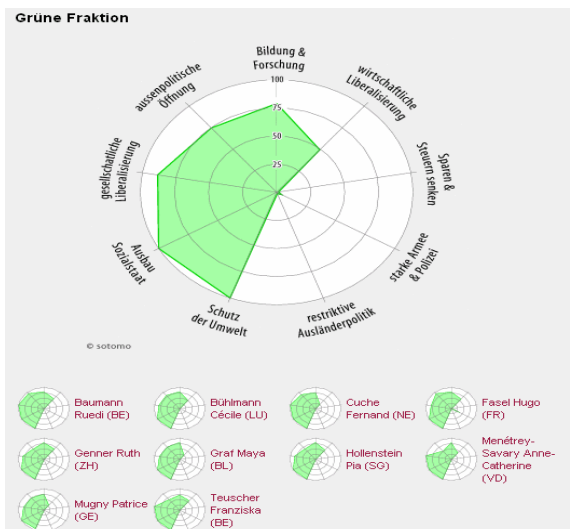 Grüne Fraktion
Bildung &
Forschung
wirtschaftliche
Liberalisierung
Sparen &
Steuern senken
starke Armee
& Polizei
restriktive
Ausländerpolitik
Schutz
der Umwelt
Ausbau
Sozialstaat
gesellschatliche
Liberalisierung
aussenpolitische
Öffnung
100
75
50
25
© sotomo
Baumann
Ruedi (BE)
Bühlmann
Cécile (LU)
Cuche
Fernand (NE)
Fasel Hugo
(FR)
Genner Ruth
(ZH)
Graf Maya
(BL)
Hollenstein
Pia (SG)
Menétrey-
Savary Anne-
Catherine
(VD)
Mugny Patrice
(GE)
Teuscher
Franziska
(BE)